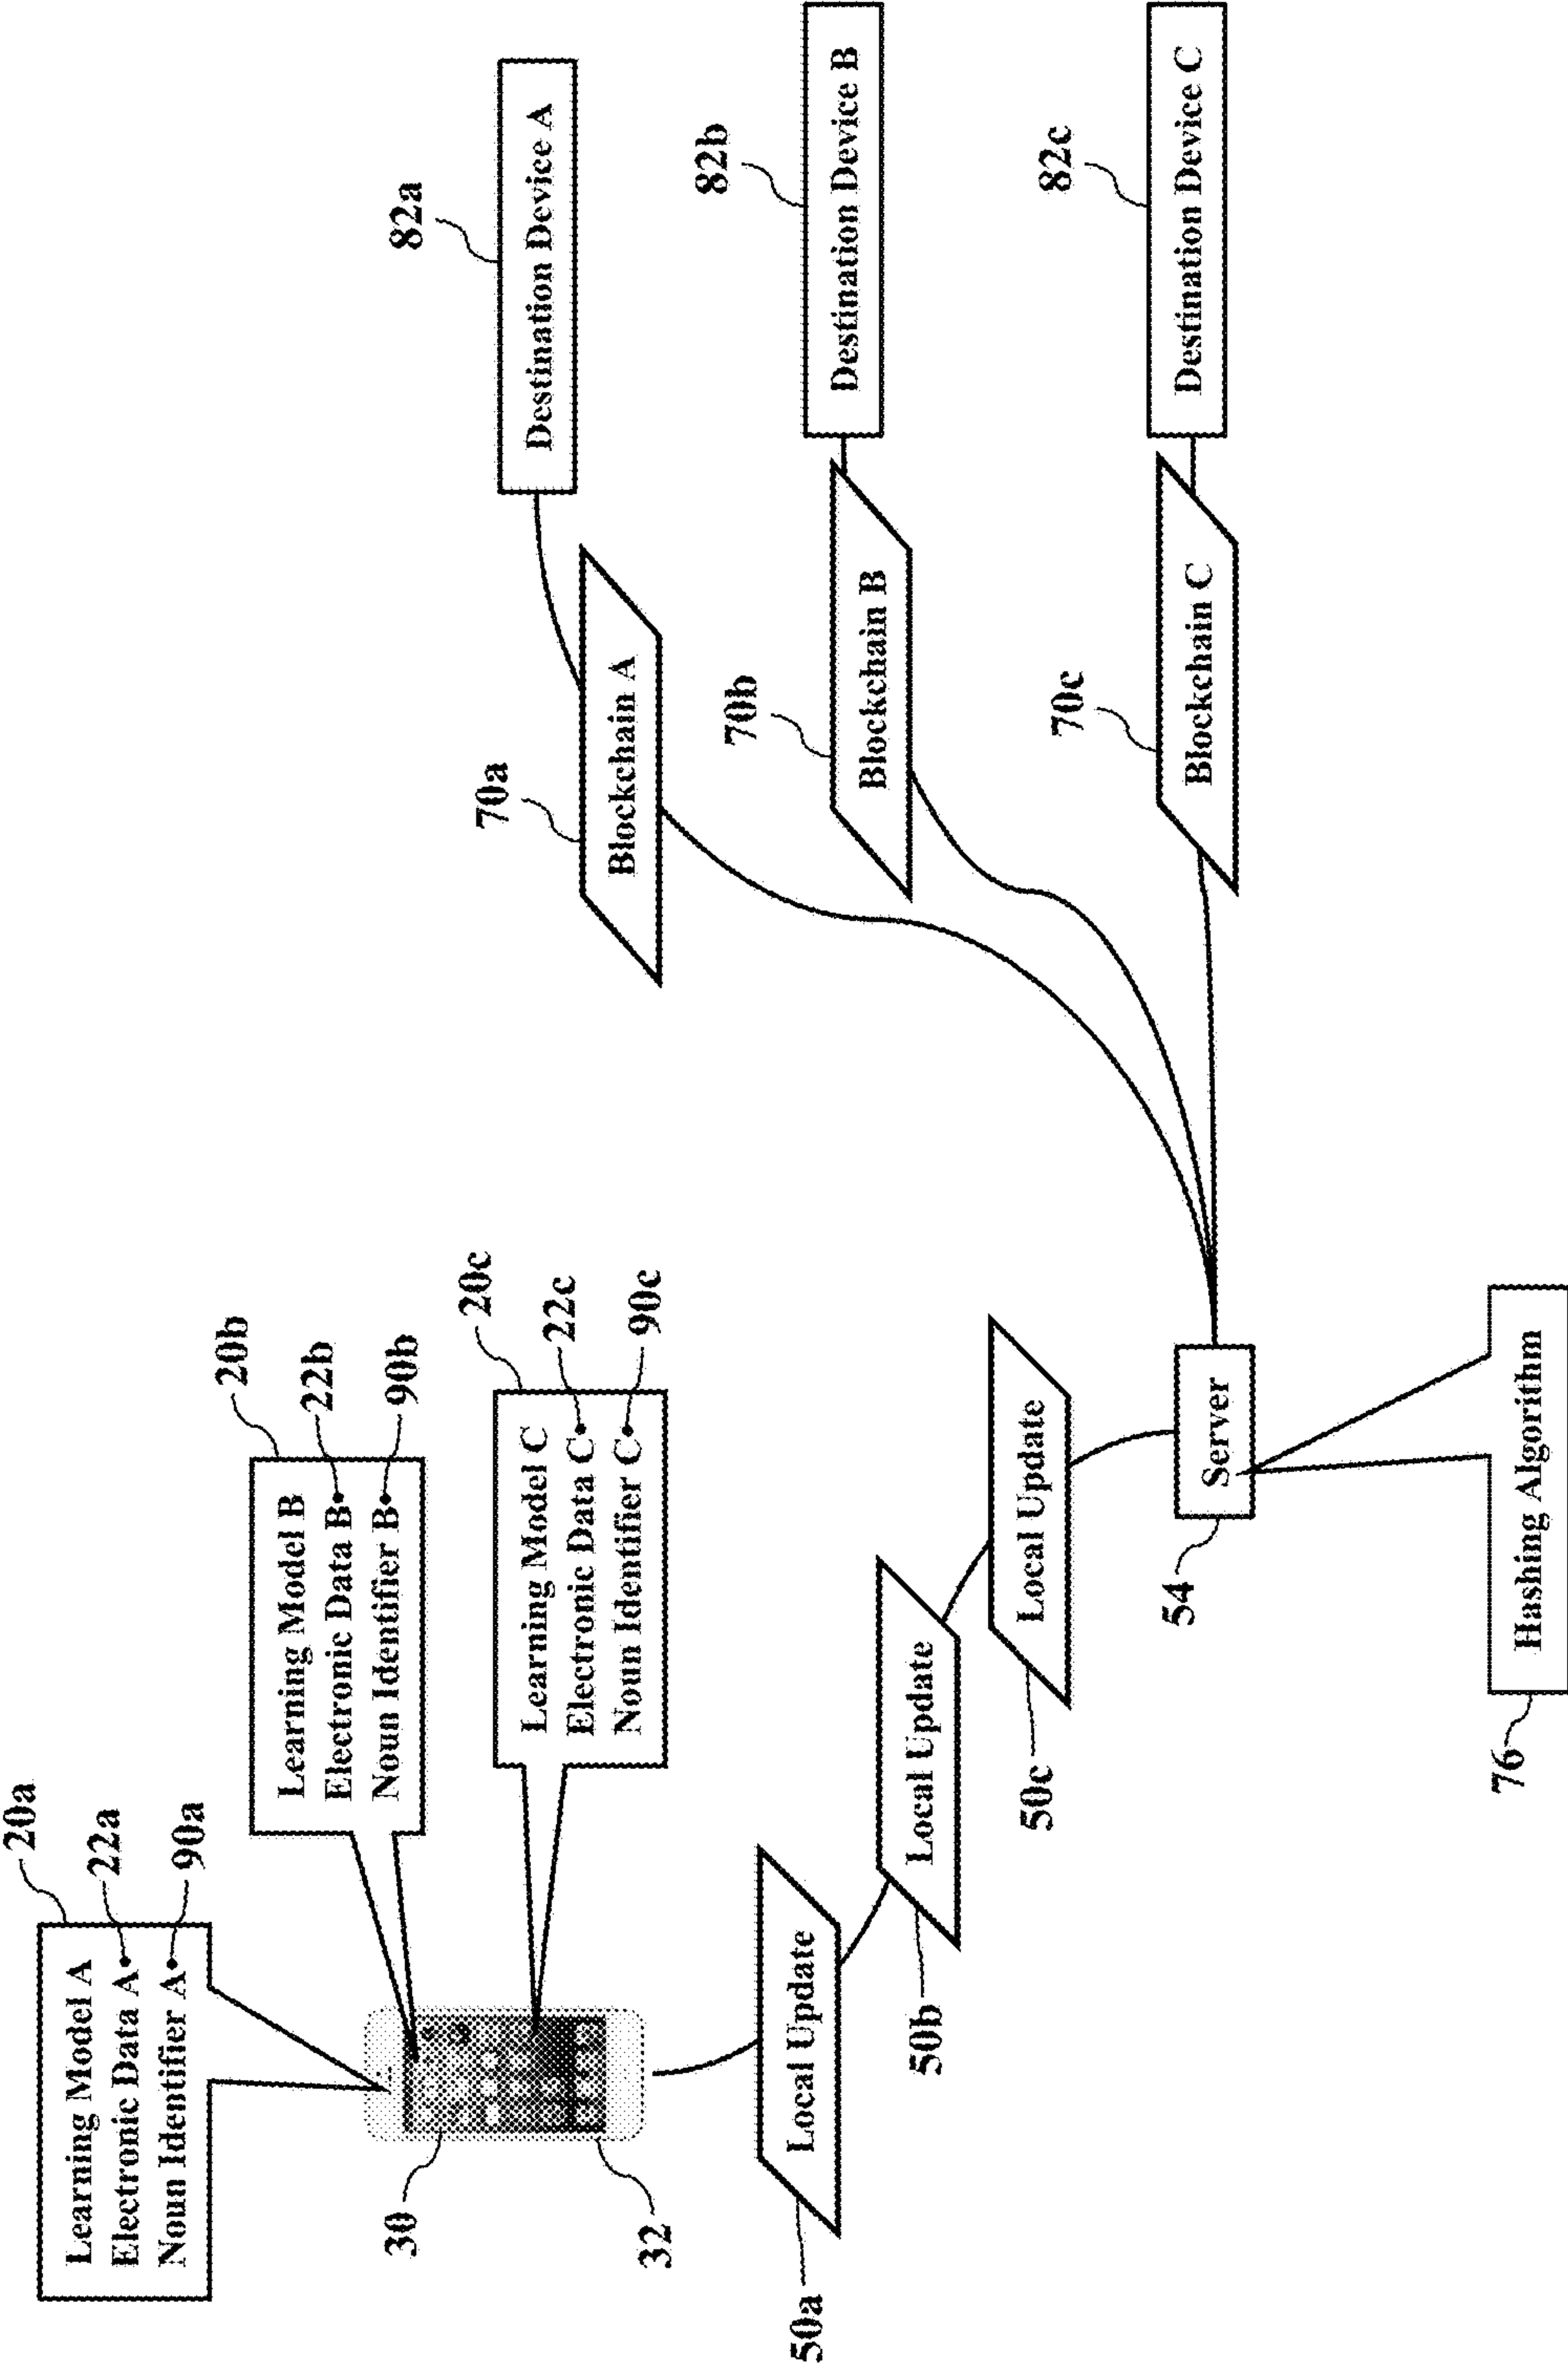 20a
Learning Model A
Electronic Data A
22a
Noun Identifier A
90a
20b
Learning Model B
Electronic Data B
22b
Noun Identifier B
90b
20c
Learning Model C
Electronic Data C
22c
Noun Identifier C
90c
30
32
50a
Local Update
50b
Local Update
50c
Local Update
54
Server
76
Hashing Algorithm
70a
Blockchain A
82a
Destination Device A
70b
Blockchain B
82b
Destination Device B
70c
Blockchain C
82c
Destination Device C